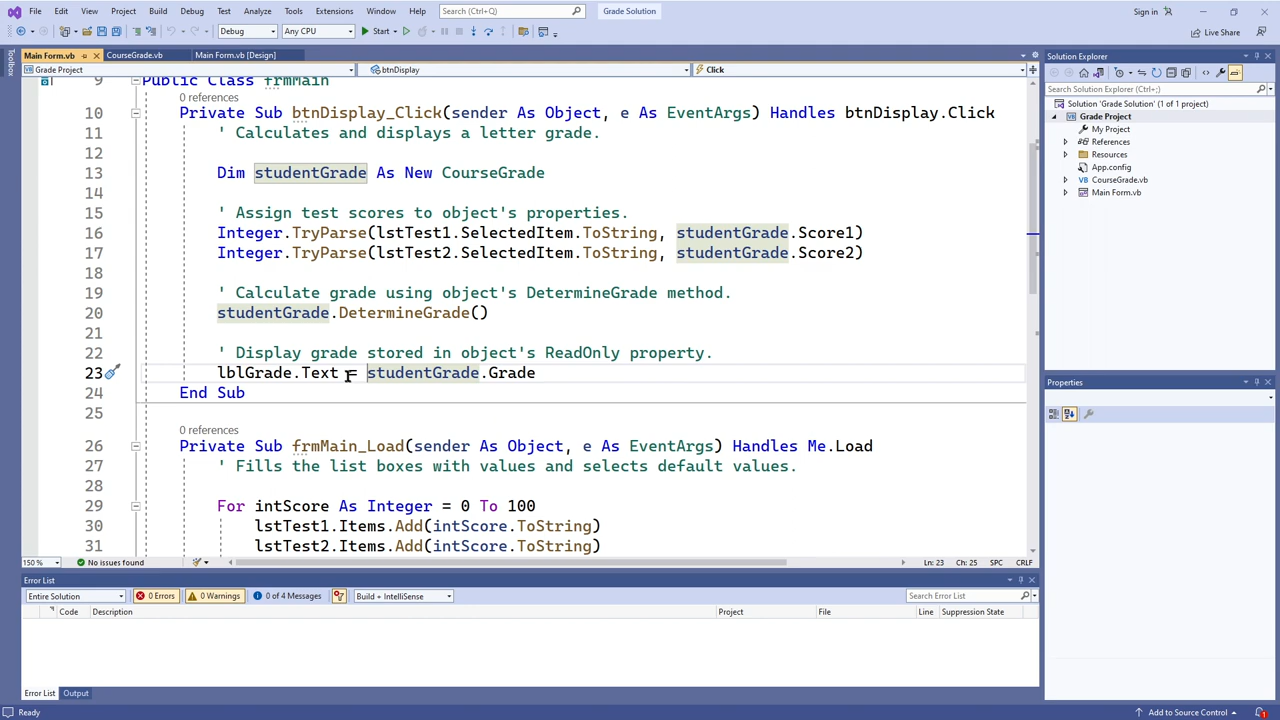 File Edit View Project Build Debug Test Analyze Tools Extensions Window Help Search (Ctrl+Q) Grade Solution Sign in
Debug Any CPU Start Live Share
Toolbox
Main Form.vb CourseGrade.vb Main Form.vb [Design]
Grade Project btnDisplay Click
9 Public Class frmMain
0 references
10 Private Sub btnDisplay_Click(sender As Object, e As EventArgs) Handles btnDisplay.Click
11 ' Calculates and displays a letter grade.
12
13 Dim studentGrade As New CourseGrade
14
15 ' Assign test scores to object's properties.
16 Integer.TryParse(lstTest1.SelectedItem.ToString, studentGrade.Score1)
17 Integer.TryParse(lstTest2.SelectedItem.ToString, studentGrade.Score2)
18
19 ' Calculate grade using object's DetermineGrade method.
20 studentGrade.DetermineGrade()
21
22 ' Display grade stored in object's ReadOnly property.
23 lblGrade.Text = studentGrade.Grade
24 End Sub
25
0 references
26 Private Sub frmMain_Load(sender As Object, e As EventArgs) Handles Me.Load
27 ' Fills the list boxes with values and selects default values.
28
29 For intScore As Integer = 0 To 100
30 lstTest1.Items.Add(intScore.ToString)
31 lstTest2.Items.Add(intScore.ToString)
150 % No issues found Ln: 23 Ch: 25 SPC CRLF
Error List
Entire Solution 0 Errors 0 Warnings 0 of 4 Messages Build + IntelliSense Search Error List
Code Description Project File Line Suppression State
Error List Output
Ready Add to Source Control 1
Solution Explorer
Search Solution Explorer (Ctrl+;)
Solution 'Grade Solution' (1 of 1 project)
Grade Project
My Project
References
Resources
App.config
CourseGrade.vb
Main Form.vb
Properties